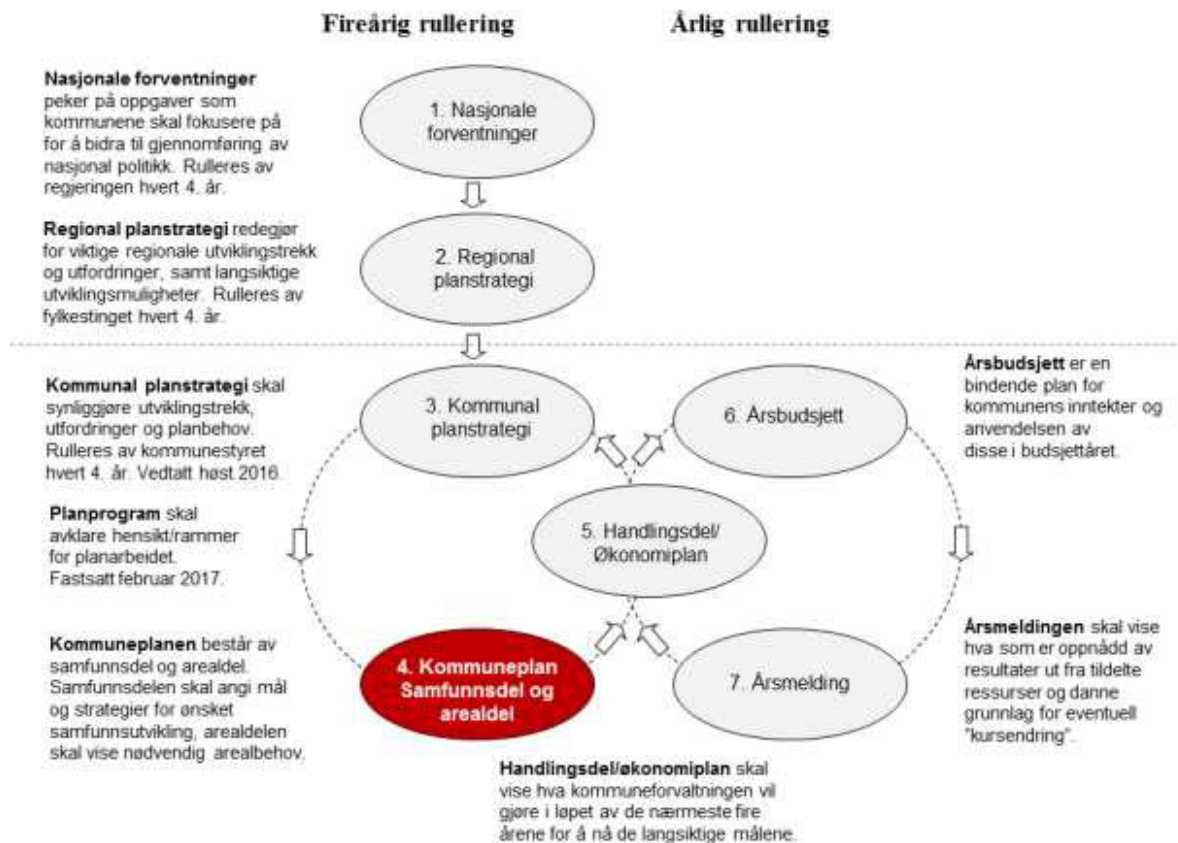 Fireårig rullering
Årlig rullering
Nasjonale forventninger
peker på oppgaver som
kommunene skal fokusere på
for å bidra til gjennomføring av
nasjonal politikk. Rulleres av
regjeringen hvert 4. år.
1. Nasjonale
forventninger
Regional planstrategi redegjør
for viktige regionale utviklingstrekk
og utfordringer, samt langsiktige
utviklingsmuligheter. Rulleres av
fylkestinget hvert 4. år.
2. Regional
planstrategi
Kommunal planstrategi skal
synliggjøre utviklingstrekk,
utfordringer og planbehov.
Rulleres av kommunestyret
hvert 4. år. Vedtatt høst 2016.
3. Kommunal
planstrategi
6. Årsbudsjett
Årsbudsjett er en
bindende plan for
kommunens inntekter og
anvendelsen av
disse i budsjettåret.
Planprogram skal
avklare hensikt/rammer
for planarbeidet.
Fastsatt februar 2017.
5. Handlingsdel/
Økonomiplan
Kommuneplanen består av
samfunnsdel og arealdel.
Samfunnsdelen skal angi mål
og strategier for ønsket
samfunnsutvikling, arealdelen
skal vise nødvendig arealbehov.
4. Kommuneplan
Samfunnsdel og
arealdel
7. Årsmelding
Årsmeldingen skal vise
hva som er oppnådd av
resultater ut fra tildelte
ressurser og danne
grunnlag for eventuell
"kursendring".
Handlingsdel/økonomiplan skal
vise hva kommuneforvaltningen vil
gjøre i løpet av de nærmeste fire
årene for å nå de langsiktige målene.